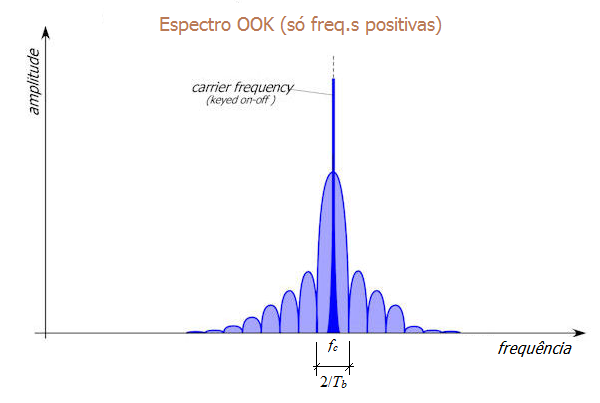 Espectro OOK (só freq.s positivas)
amplitude
carrier frequency
(keyed on-off )
fc
frequência
2/Tb